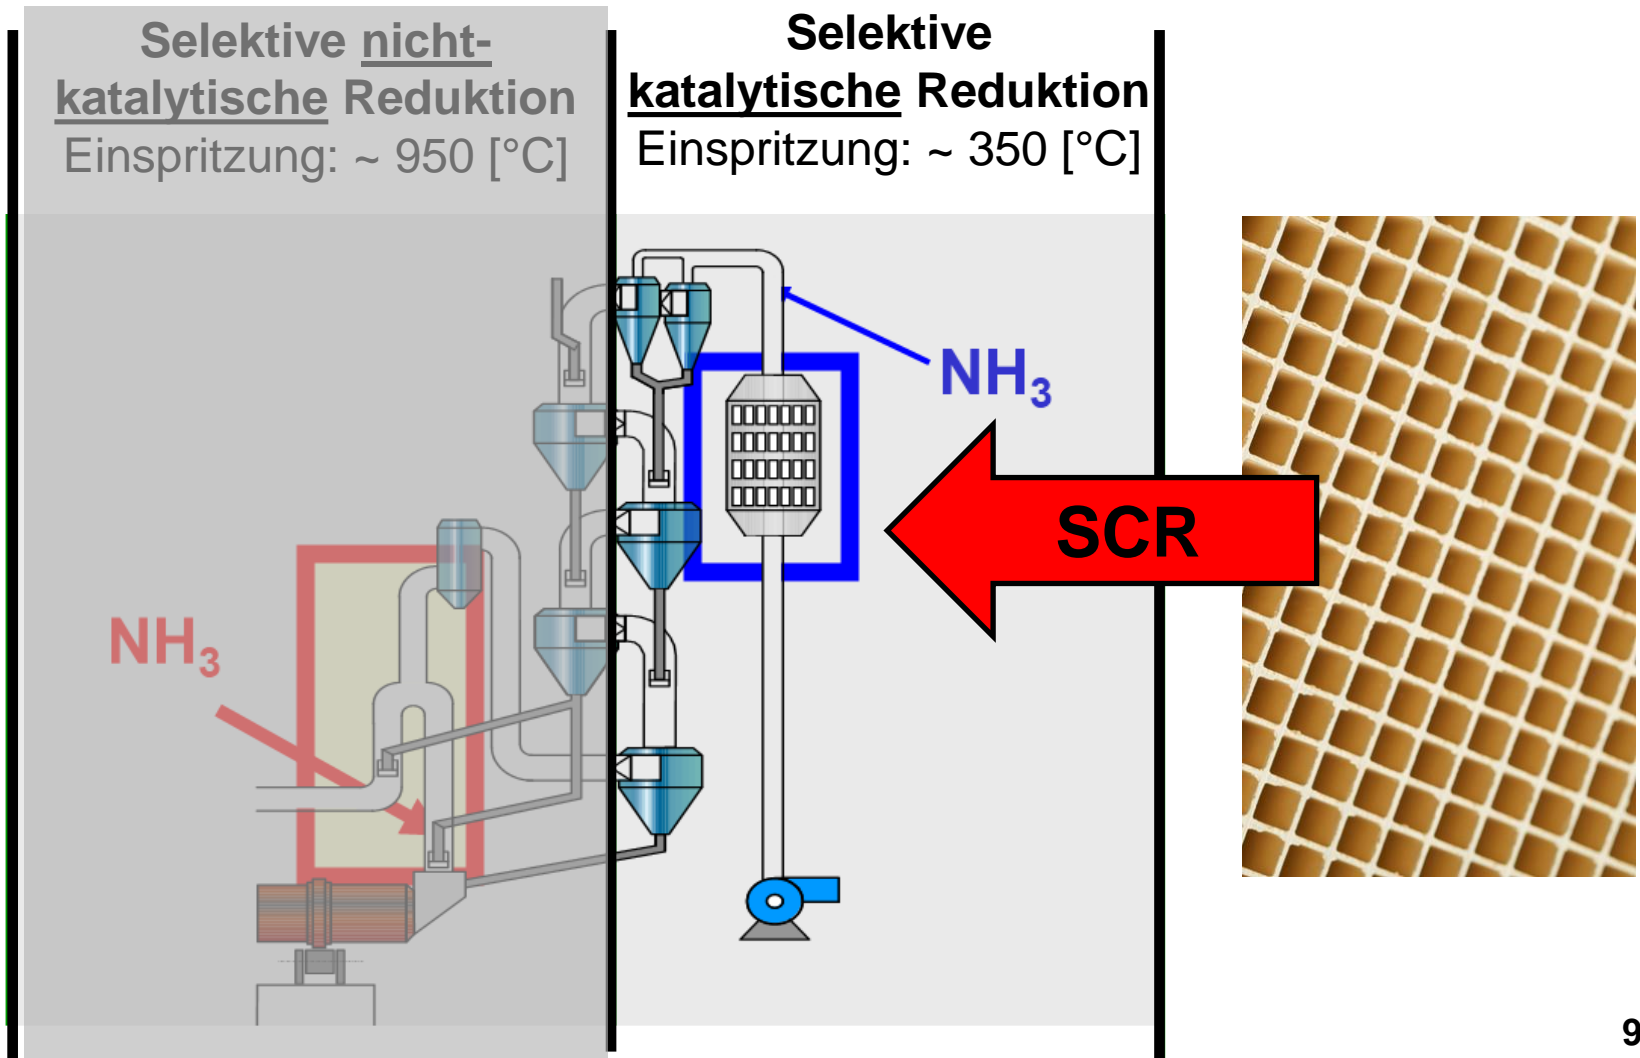 Selektive nicht-
katalytische Reduktion
Einspritzung: ~ 950 [°C]
Selektive
katalytische Reduktion
Einspritzung: ~ 350 [°C]
NH₃
SCR
NH₃
9